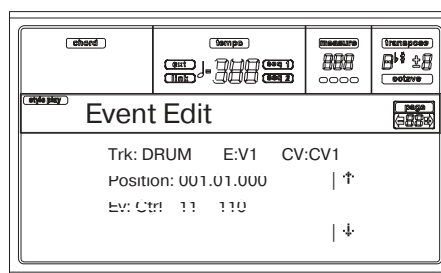 chord tempo measure transpose
ext seq 1
link seq 2
octave
style play page
Event Edit
Trk: DRUM E:V1 CV:CV1
Position: 001.01.000
Ev: Ctrl 11 110